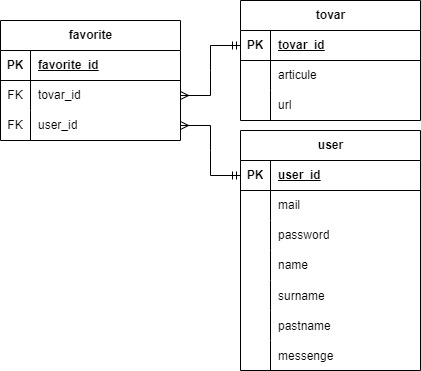 favorite
PK favorite_id
FK tovar_id
FK user_id
tovar
PK tovar_id
articule
url
user
PK user_id
mail
password
name
surname
pastname
messenge